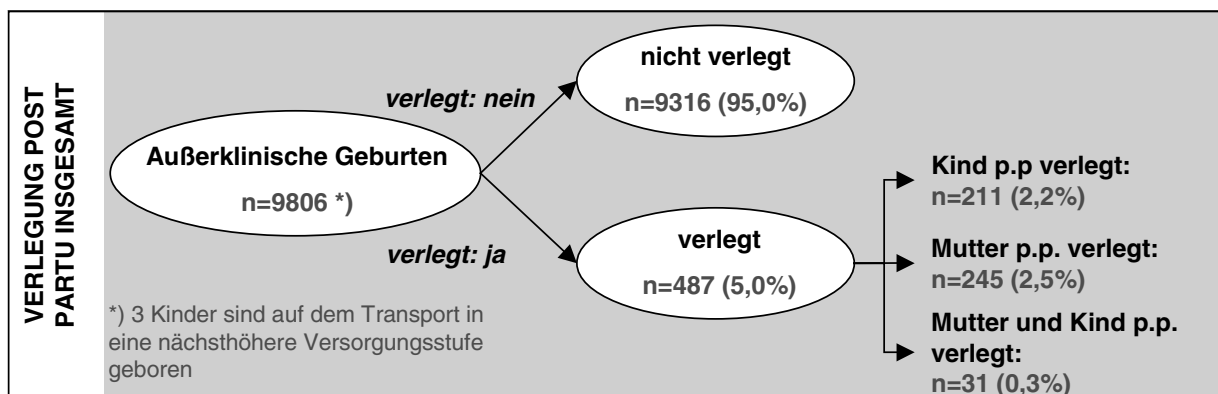 VERLEGUNG POST
PARTU INSGESAMT
Außerklinische Geburten
n=9806 *)
verlegt: nein
nicht verlegt
n=9316 (95,0%)
verlegt: ja
verlegt
n=487 (5,0%)
Kind p.p verlegt:
n=211 (2,2%)
Mutter p.p. verlegt:
n=245 (2,5%)
Mutter und Kind p.p.
verlegt:
n=31 (0,3%)
*) 3 Kinder sind auf dem Transport in
eine nächsthöhere Versorgungsstufe
geboren